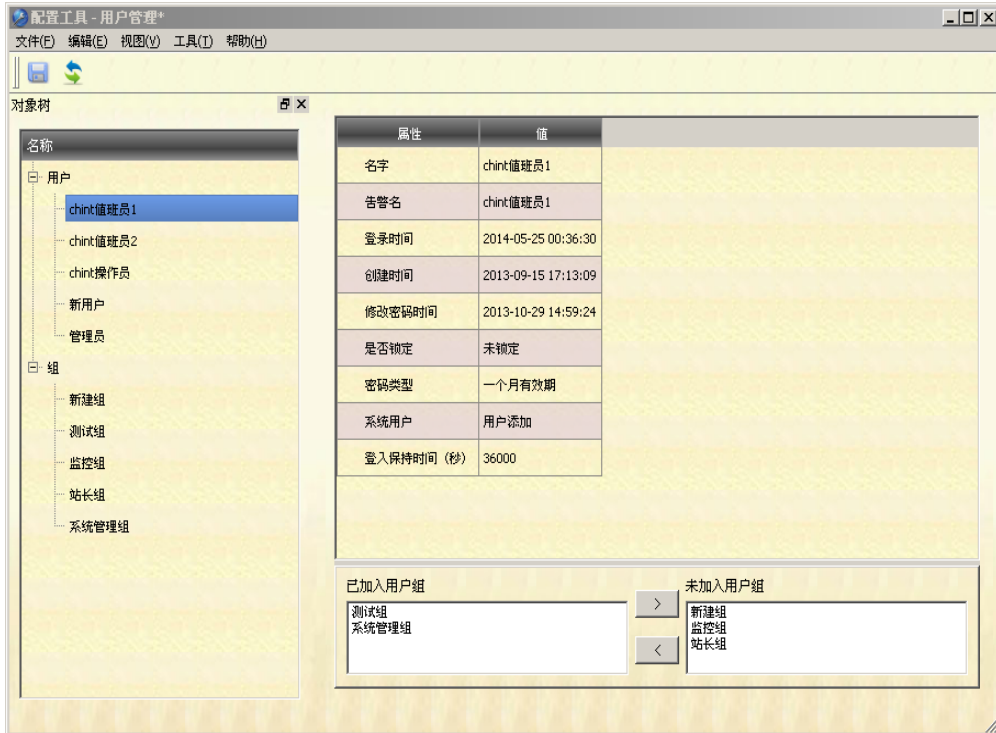 配置工具 - 用户管理*
文件(F) 编辑(E) 视图(V) 工具(T) 帮助(H)
对象树
名称
用户
chint值班员1
chint值班员2
chint操作员
新用户
管理员
组
新建组
测试组
监控组
站长组
系统管理组
属性 值
名字 chint值班员1
告警名 chint值班员1
登录时间 2014-05-25 00:36:30
创建时间 2013-09-15 17:13:09
修改密码时间 2013-10-29 14:59:24
是否锁定 未锁定
密码类型 一个月有效期
系统用户 用户添加
登入保持时间（秒） 36000
已加入用户组
测试组
系统管理组
>
<
未加入用户组
新建组
监控组
站长组